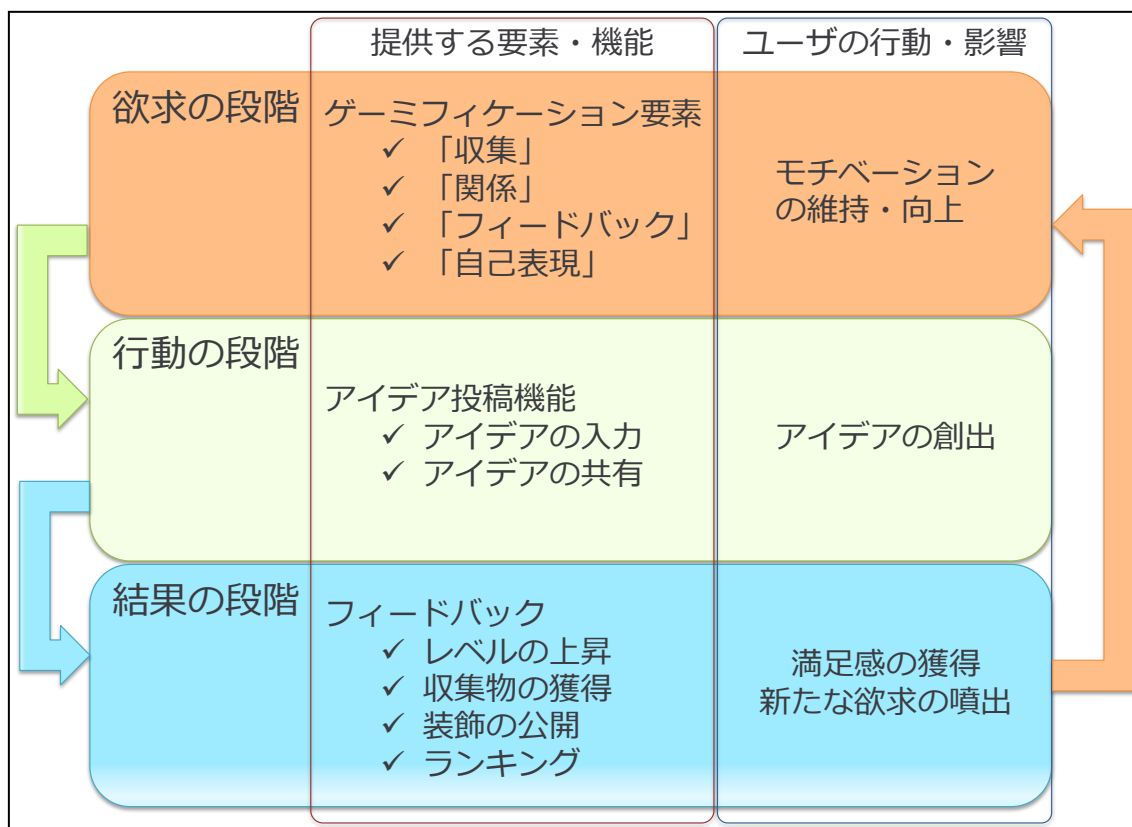 提供する要素・機能
ユーザの行動・影響
欲求の段階
ゲーミフィケーション要素
✓ 「収集」
✓ 「関係」
✓ 「フィードバック」
✓ 「自己表現」
モチベーション
の維持・向上
行動の段階
アイデア投稿機能
✓ アイデアの入力
✓ アイデアの共有
アイデアの創出
結果の段階
フィードバック
✓ レベルの上昇
✓ 収集物の獲得
✓ 装飾の公開
✓ ランキング
満足感の獲得
新たな欲求の噴出